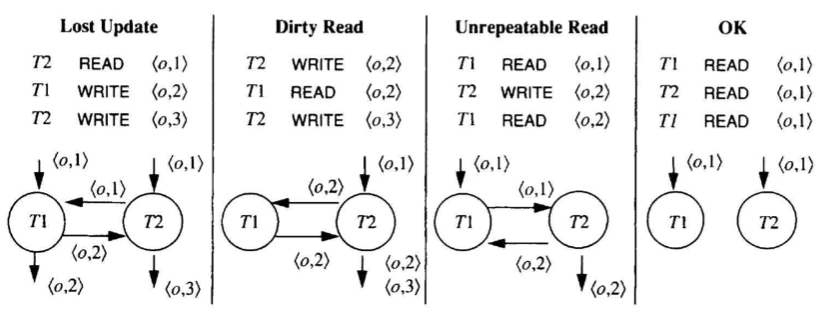 Lost Update
T2 READ ⟨o,1⟩
T1 WRITE ⟨o,2⟩
T2 WRITE ⟨o,3⟩
⟨o,1⟩ ⟨o,1⟩
⟨o,1⟩
T1 T2
⟨o,2⟩
⟨o,2⟩ ⟨o,3⟩
Dirty Read
T2 WRITE ⟨o,2⟩
T1 READ ⟨o,2⟩
T2 WRITE ⟨o,3⟩
⟨o,1⟩
⟨o,2⟩
T1 T2
⟨o,2⟩ ⟨o,2⟩
⟨o,3⟩
Unrepeatable Read
T1 READ ⟨o,1⟩
T2 WRITE ⟨o,2⟩
T1 READ ⟨o,2⟩
⟨o,1⟩
⟨o,1⟩
T1 T2
⟨o,2⟩
⟨o,2⟩
OK
T1 READ ⟨o,1⟩
T2 READ ⟨o,1⟩
T1 READ ⟨o,1⟩
⟨o,1⟩ ⟨o,1⟩
T1 T2